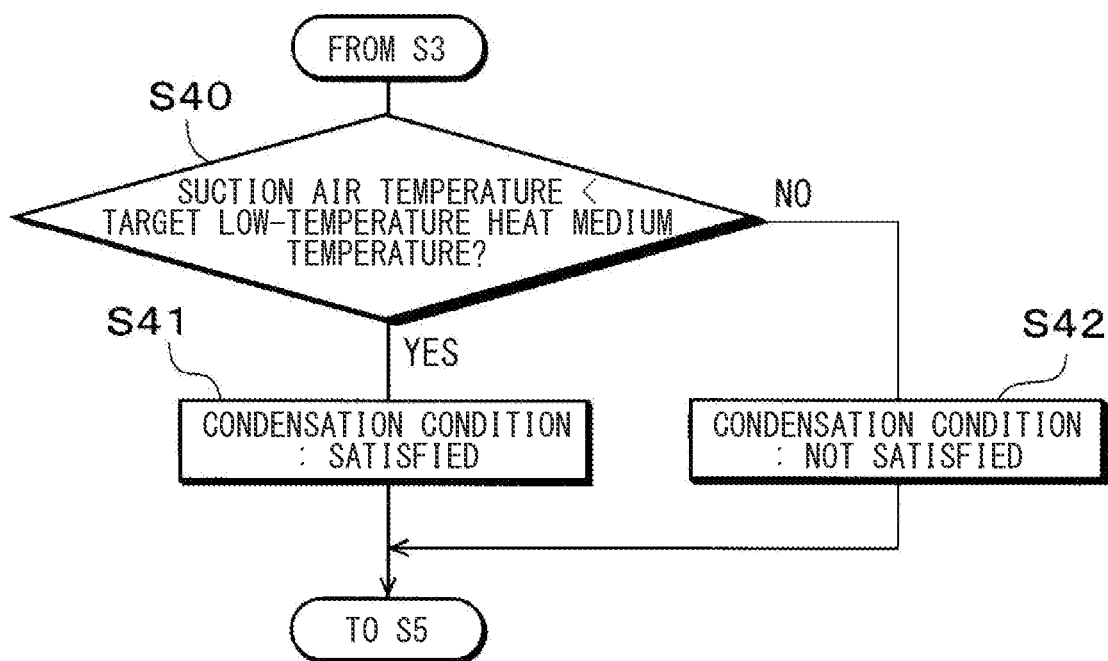 FROM S3
S40
SUCTION AIR TEMPERATURE <
TARGET LOW-TEMPERATURE HEAT MEDIUM
TEMPERATURE?
NO
S41
YES
S42
CONDENSATION CONDITION
: SATISFIED
CONDENSATION CONDITION
: NOT SATISFIED
TO S5